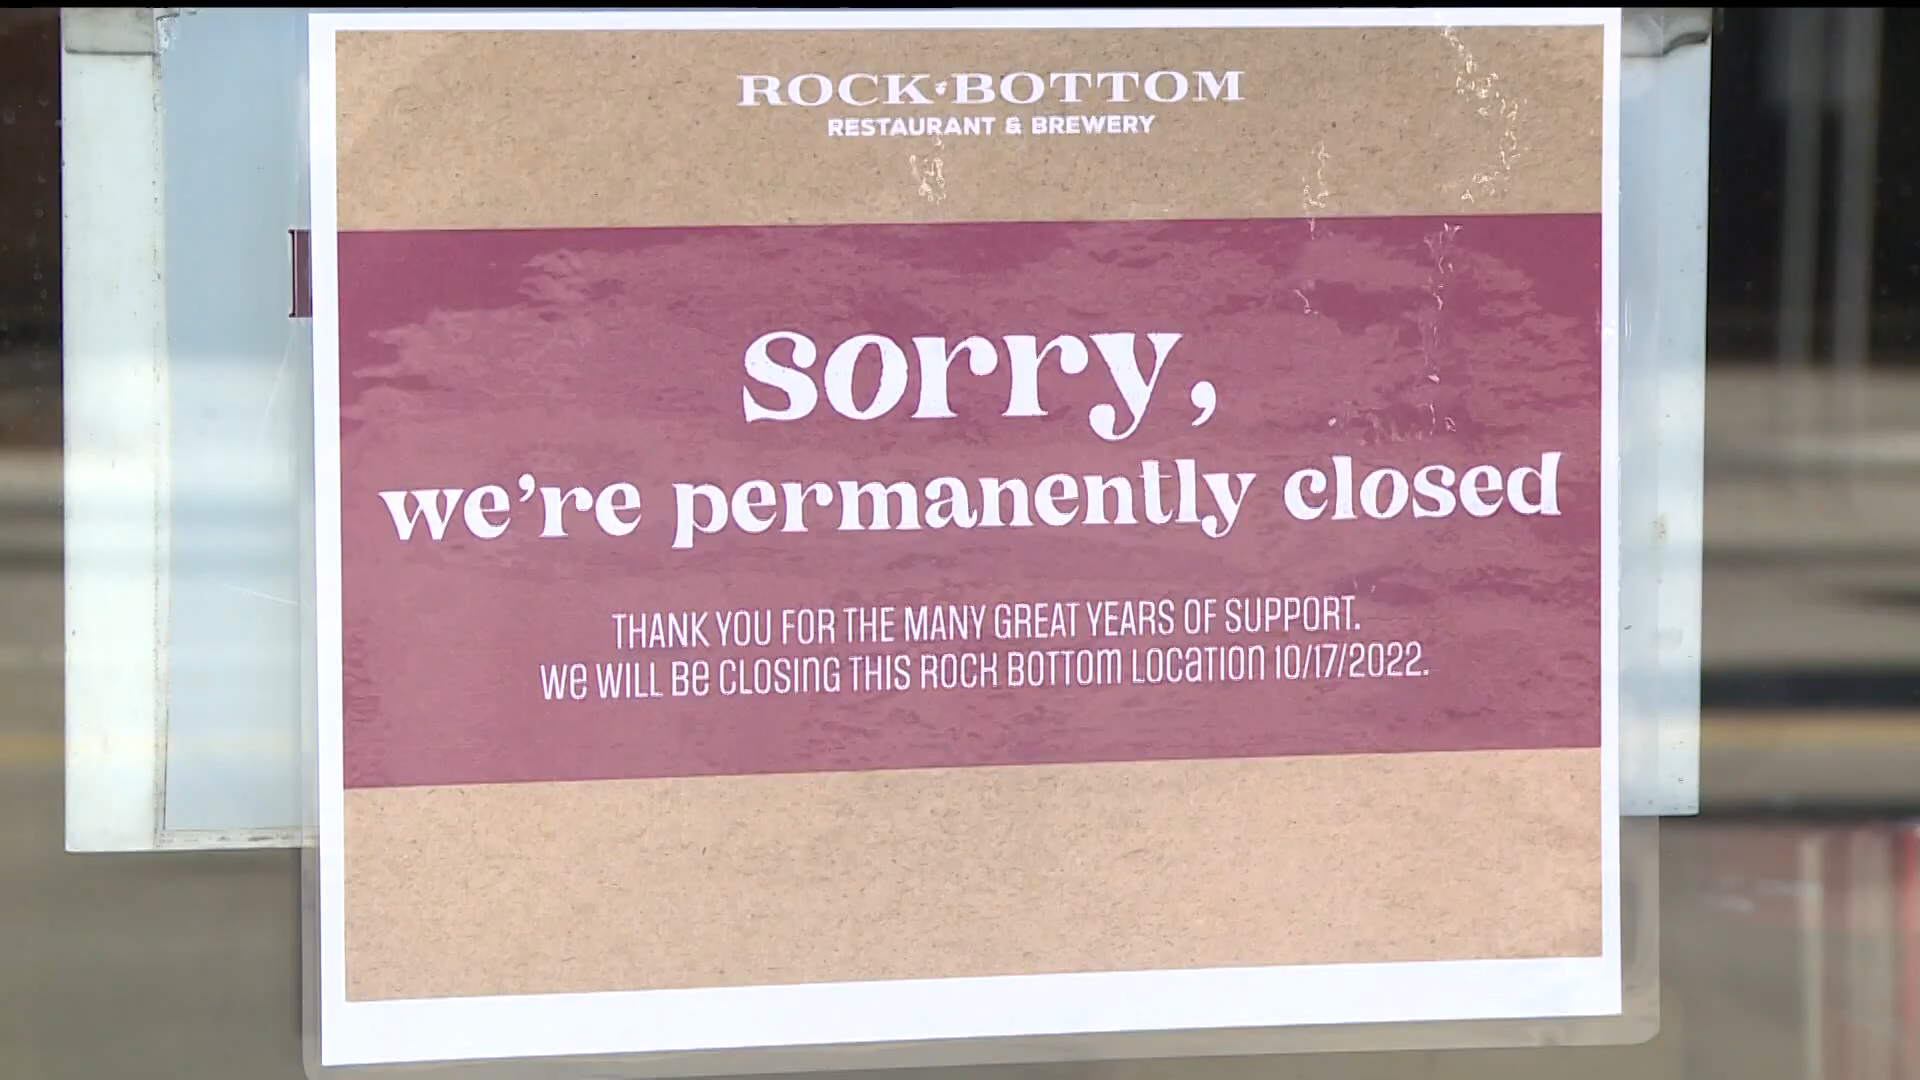 ROCK BOTTOM
RESTAURANT & BREWERY
sorry,
we're permanently closed
THANK YOU FOR THE MANY GREAT YEARS OF SUPPORT.
WE WILL BE CLOSING THIS ROCK BOTTOM LOCATION 10/17/2022.